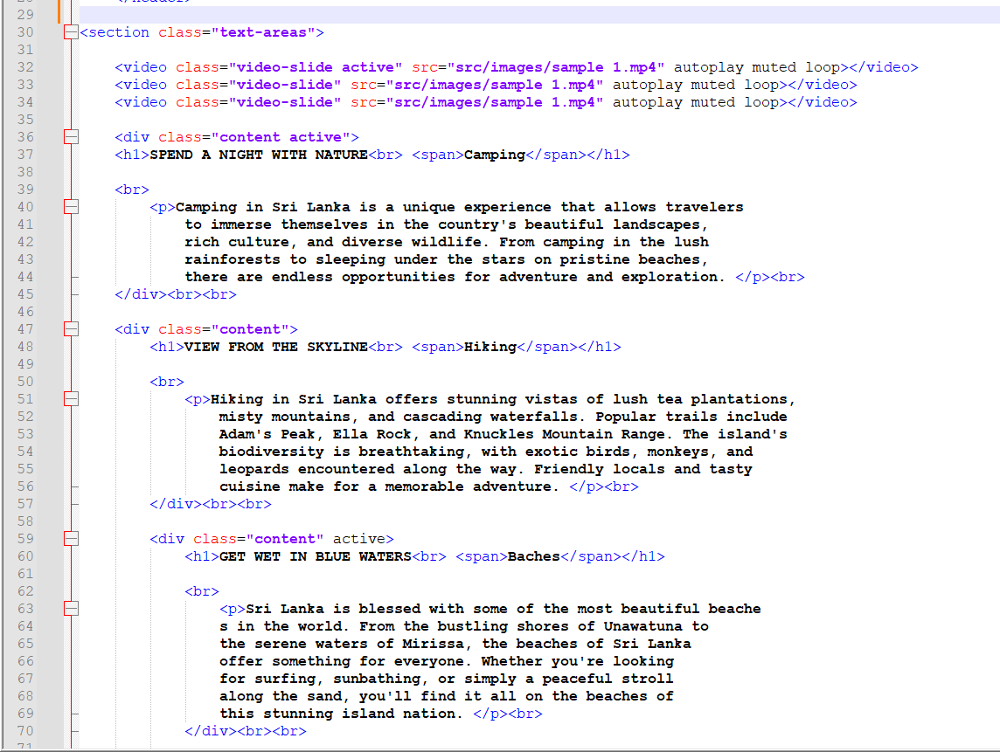 29
30 <section class="text-areas">
31
32 <video class="video-slide active" src="src/images/sample 1.mp4" autoplay muted loop></video>
33 <video class="video-slide" src="src/images/sample 1.mp4" autoplay muted loop></video>
34 <video class="video-slide" src="src/images/sample 1.mp4" autoplay muted loop></video>
35
36 <div class="content active">
37 <h1>SPEND A NIGHT WITH NATURE<br> <span>Camping</span></h1>
38
39 <br>
40 <p>Camping in Sri Lanka is a unique experience that allows travelers
41 to immerse themselves in the country's beautiful landscapes,
42 rich culture, and diverse wildlife. From camping in the lush
43 rainforests to sleeping under the stars on pristine beaches,
44 there are endless opportunities for adventure and exploration. </p><br>
45 </div><br><br>
46
47 <div class="content">
48 <h1>VIEW FROM THE SKYLINE<br> <span>Hiking</span></h1>
49
50 <br>
51 <p>Hiking in Sri Lanka offers stunning vistas of lush tea plantations,
52 misty mountains, and cascading waterfalls. Popular trails include
53 Adam's Peak, Ella Rock, and Knuckles Mountain Range. The island's
54 biodiversity is breathtaking, with exotic birds, monkeys, and
55 leopards encountered along the way. Friendly locals and tasty
56 cuisine make for a memorable adventure. </p><br>
57 </div><br><br>
58
59 <div class="content" active>
60 <h1>GET WET IN BLUE WATERS<br> <span>Baches</span></h1>
61
62 <br>
63 <p>Sri Lanka is blessed with some of the most beautiful beache
64 s in the world. From the bustling shores of Unawatuna to
65 the serene waters of Mirissa, the beaches of Sri Lanka
66 offer something for everyone. Whether you're looking
67 for surfing, sunbathing, or simply a peaceful stroll
68 along the sand, you'll find it all on the beaches of
69 this stunning island nation. </p><br>
70 </div><br><br>
71